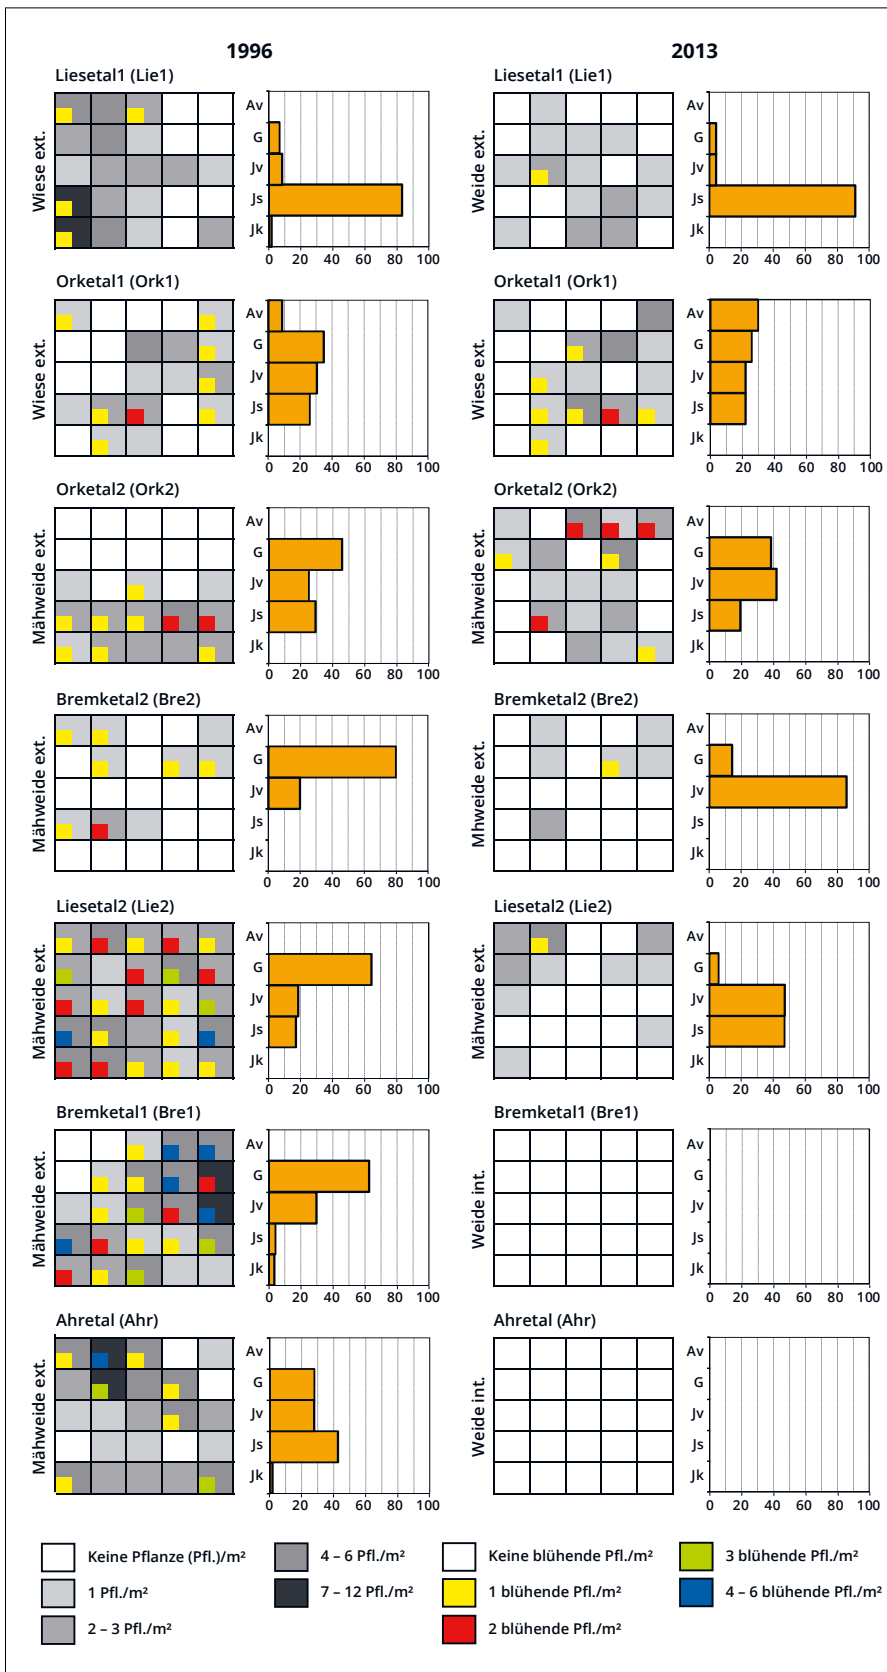 1996 2013
Liesetal1 (Lie1) Liesetal1 (Lie1)
Wiese ext.
Av
G
Jv
Js
Jk
0 20 40 60 80 100
Weide ext.
Av
G
Jv
Js
Jk
0 20 40 60 80 100
Orketal1 (Ork1) Orketal1 (Ork1)
Wiese ext.
Av
G
Jv
Js
Jk
0 20 40 60 80 100
Wiese ext.
Av
G
Jv
Js
Jk
0 20 40 60 80 100
Orketal2 (Ork2) Orketal2 (Ork2)
Mähweide ext.
Av
G
Jv
Js
Jk
0 20 40 60 80 100
Mähweide ext.
Av
G
Jv
Js
Jk
0 20 40 60 80 100
Bremketal2 (Bre2) Bremketal2 (Bre2)
Mähweide ext.
Av
G
Jv
Js
Jk
0 20 40 60 80 100
Mhweide ext.
Av
G
Jv
Js
Jk
0 20 40 60 80 100
Liesetal2 (Lie2) Liesetal2 (Lie2)
Mähweide ext.
Av
G
Jv
Js
Jk
0 20 40 60 80 100
Mähweide ext.
Av
G
Jv
Js
Jk
0 20 40 60 80 100
Bremketal1 (Bre1) Bremketal1 (Bre1)
Mähweide ext.
Av
G
Jv
Js
Jk
0 20 40 60 80 100
Weide int.
Av
G
Jv
Js
Jk
0 20 40 60 80 100
Ahretal (Ahr) Ahretal (Ahr)
Mähweide ext.
Av
G
Jv
Js
Jk
0 20 40 60 80 100
Weide int.
Av
G
Jv
Js
Jk
0 20 40 60 80 100
Keine Pflanze (Pfl.)/m² 4 – 6 Pfl./m² Keine blühende Pfl./m² 3 blühende Pfl./m²
1 Pfl./m² 7 – 12 Pfl./m² 1 blühende Pfl./m² 4 – 6 blühende Pfl./m²
2 – 3 Pfl./m² 2 blühende Pfl./m²